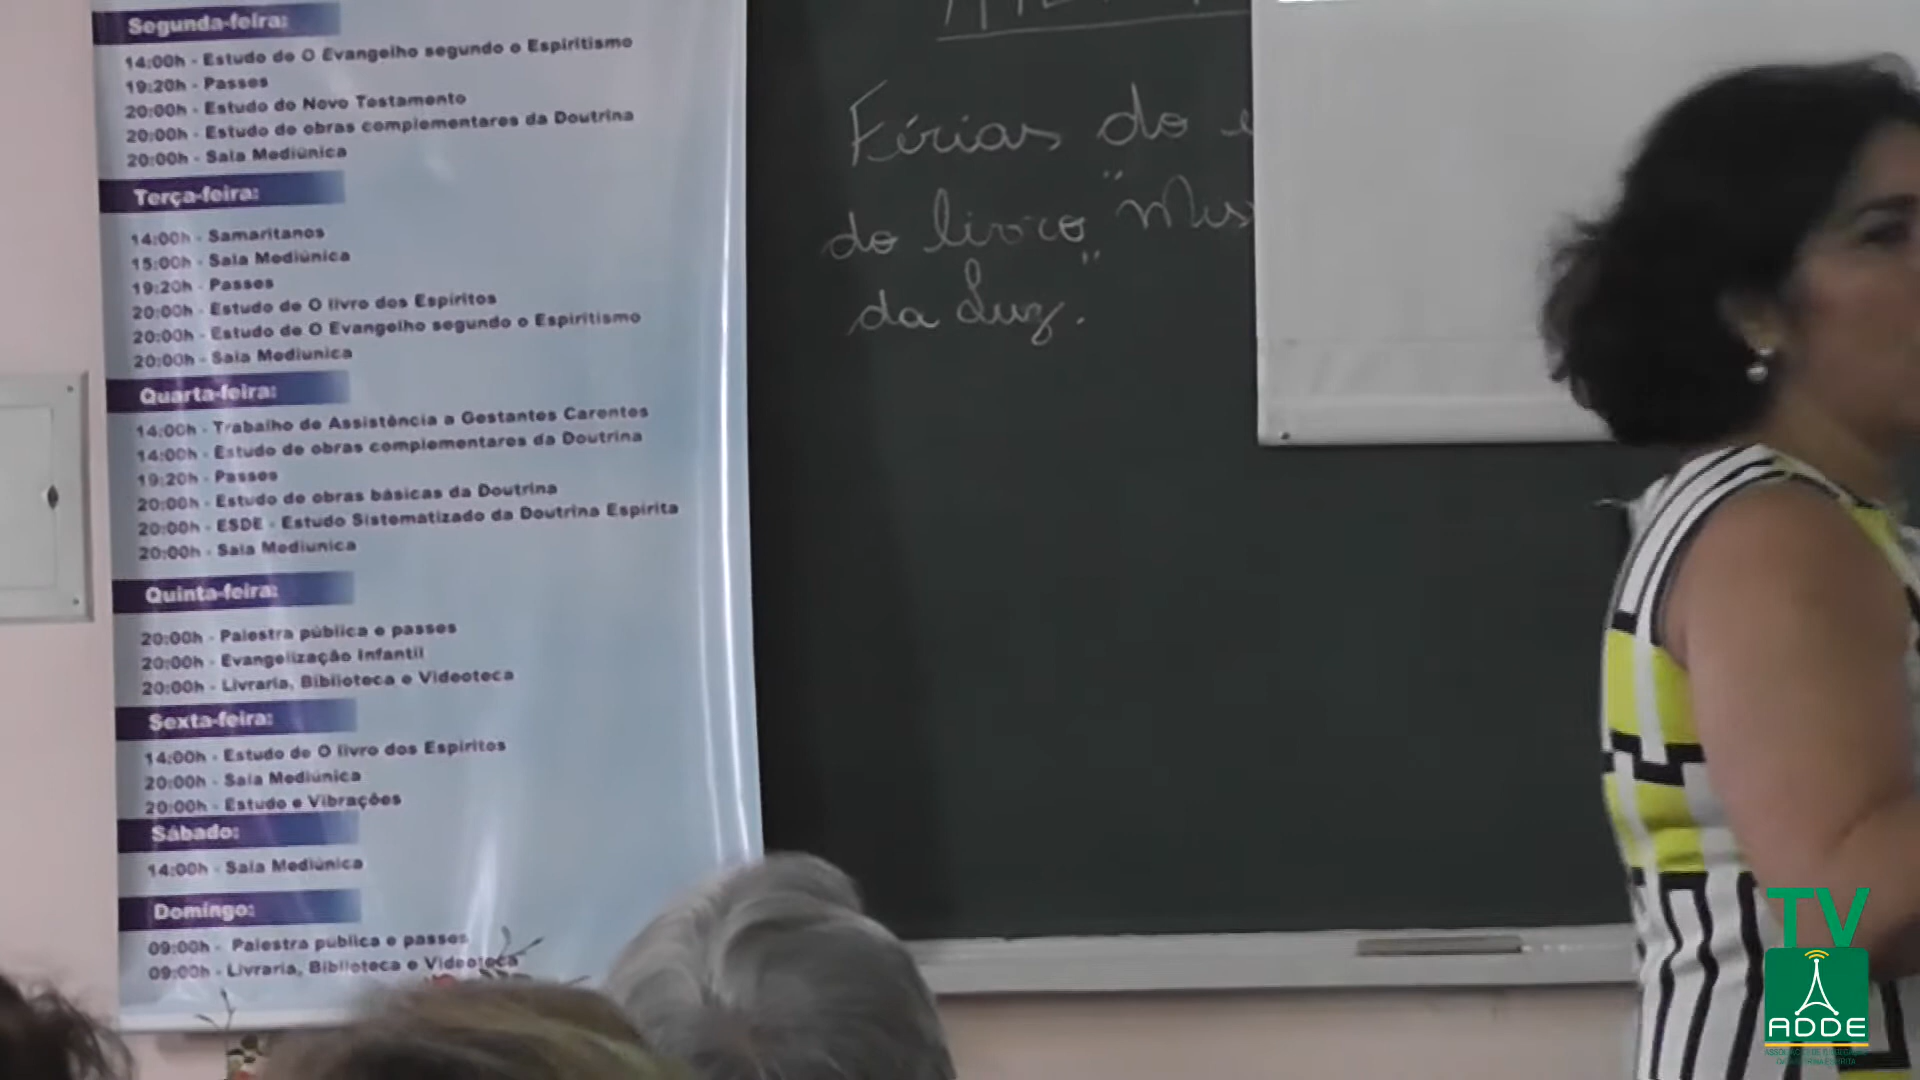 Segunda-feira:
14:00h - Estudo de O Evangelho segundo o Espiritismo
19:20h - Passes
20:00h - Estudo do Novo Testamento
20:00h - Estudo de obras complementares da Doutrina
20:00h - Sala Mediúnica
Terça-feira:
14:00h - Samaritanos
15:00h - Sala Mediúnica
19:20h - Passes
20:00h - Estudo de O livro dos Espíritos
20:00h - Estudo de O Evangelho segundo o Espiritismo
20:00h - Sala Mediunica
Quarta-feira:
14:00h - Trabalho de Assistência a Gestantes Carentes
14:00h - Estudo de obras complementares da Doutrina
19:20h - Passes
20:00h - Estudo de obras básicas da Doutrina
20:00h - ESDE - Estudo Sistematizado da Doutrina Espírita
20:00h - Sala Mediunica
Quinta-feira:
20:00h - Palestra pública e passes
20:00h - Evangelização Infantil
20:00h - Livraria, Biblioteca e Videoteca
Sexta-feira:
14:00h - Estudo de O livro dos Espíritos
20:00h - Sala Mediúnica
20:00h - Estudo e Vibrações
Sábado:
14:00h - Sala Mediúnica
Domingo:
09:00h - Palestra pública e passes
09:00h - Livraria, Biblioteca e Videoteca
Férias do
do livro "Mis
da Luz".
TV
ADDE